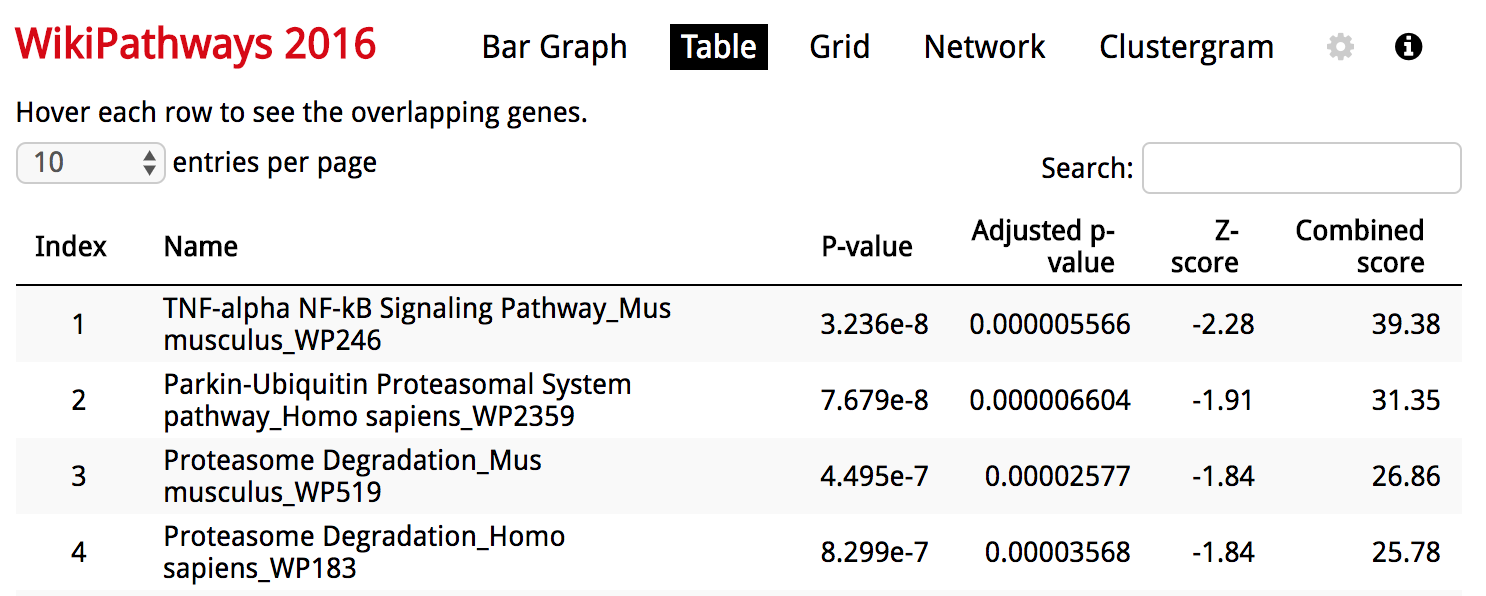 WikiPathways 2016 Bar Graph Table Grid Network Clustergram
Hover each row to see the overlapping genes.
10 entries per page
Search:
Index Name P-value Adjusted p-value Z-score Combined score
1 TNF-alpha NF-kB Signaling Pathway_Mus musculus_WP246 3.236e-8 0.000005566 -2.28 39.38
2 Parkin-Ubiquitin Proteasomal System pathway_Homo sapiens_WP2359 7.679e-8 0.000006604 -1.91 31.35
3 Proteasome Degradation_Mus musculus_WP519 4.495e-7 0.00002577 -1.84 26.86
4 Proteasome Degradation_Homo sapiens_WP183 8.299e-7 0.00003568 -1.84 25.78